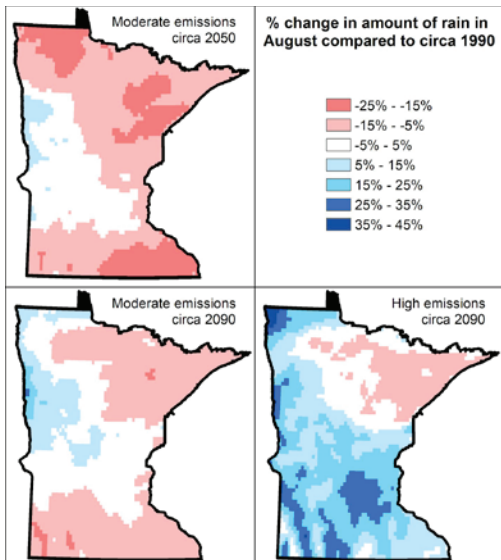 Moderate emissions
circa 2050
% change in amount of rain in
August compared to circa 1990
-25% - -15%
-15% - -5%
-5% - 5%
5% - 15%
15% - 25%
25% - 35%
35% - 45%
Moderate emissions
circa 2090
High emissions
circa 2090